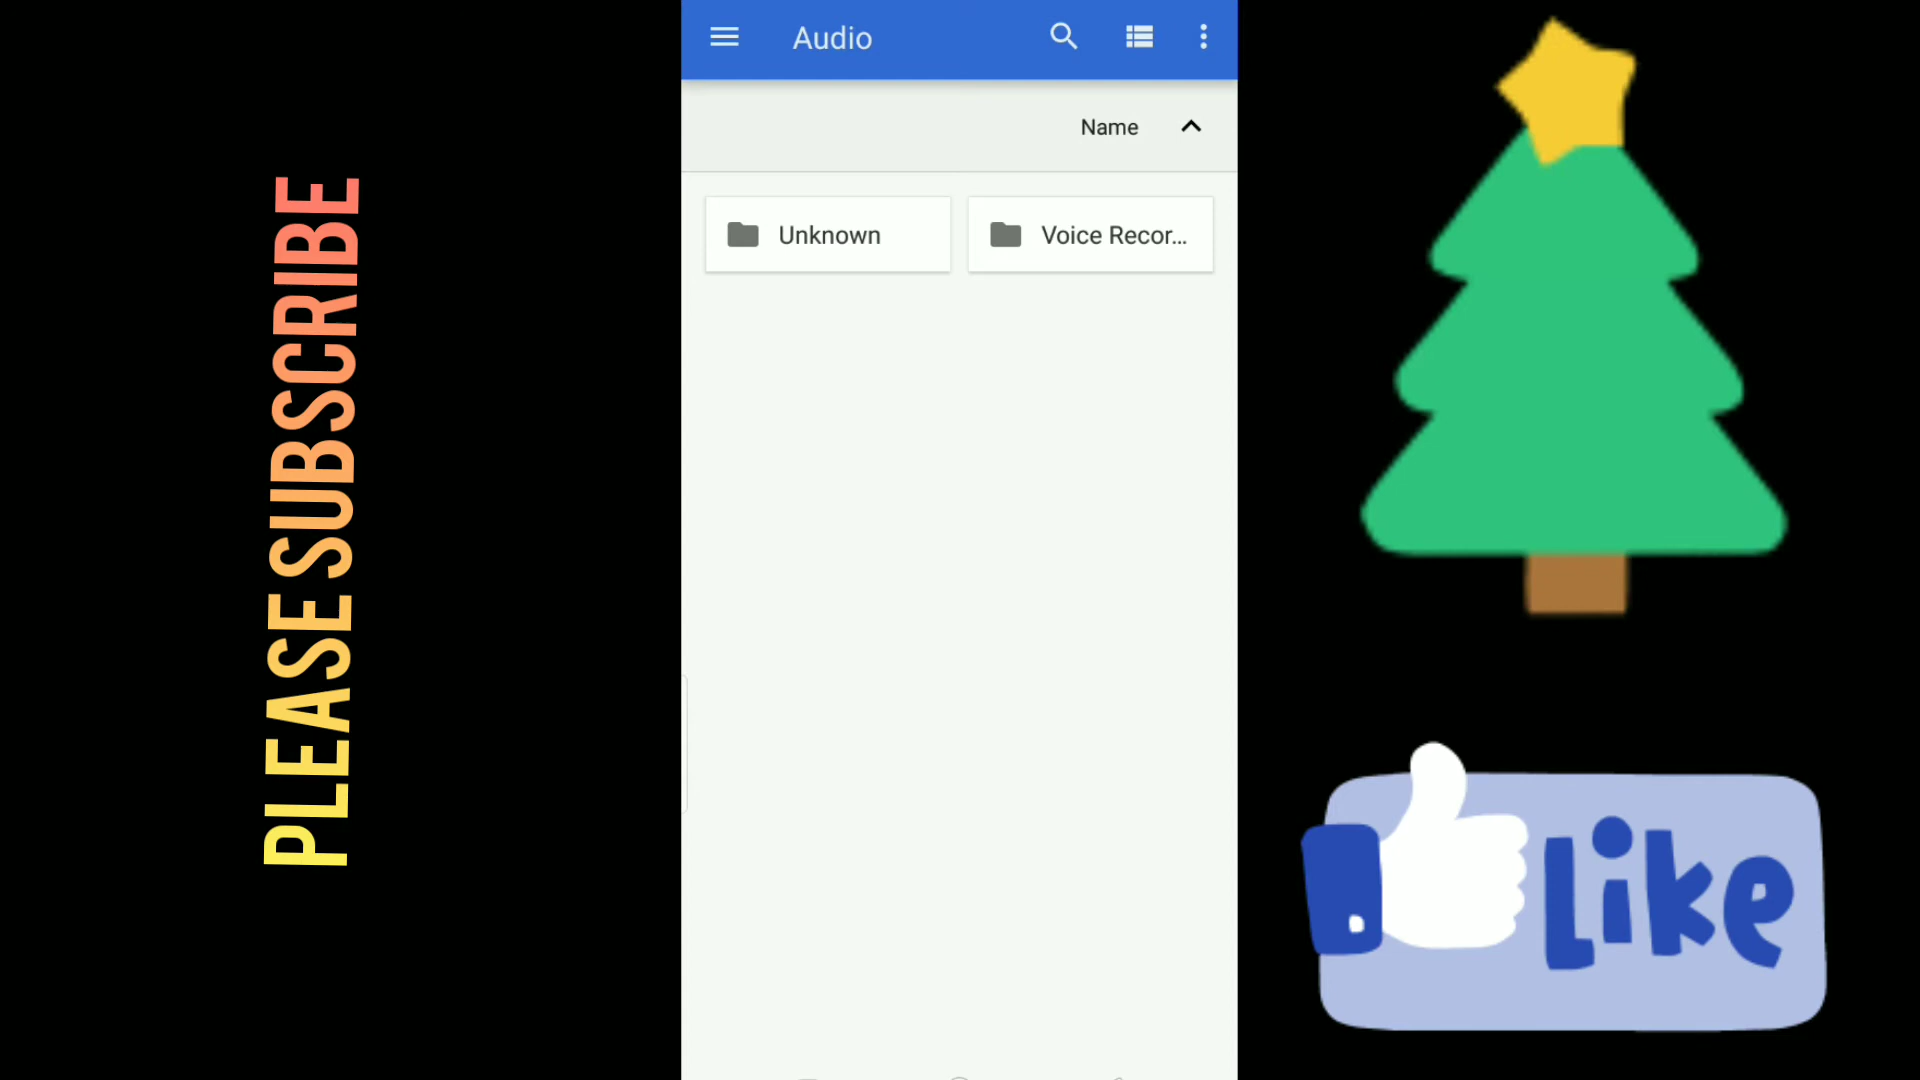 PLEASE SUBSCRIBE
Audio
Name
Unknown
Voice Recor...
Like